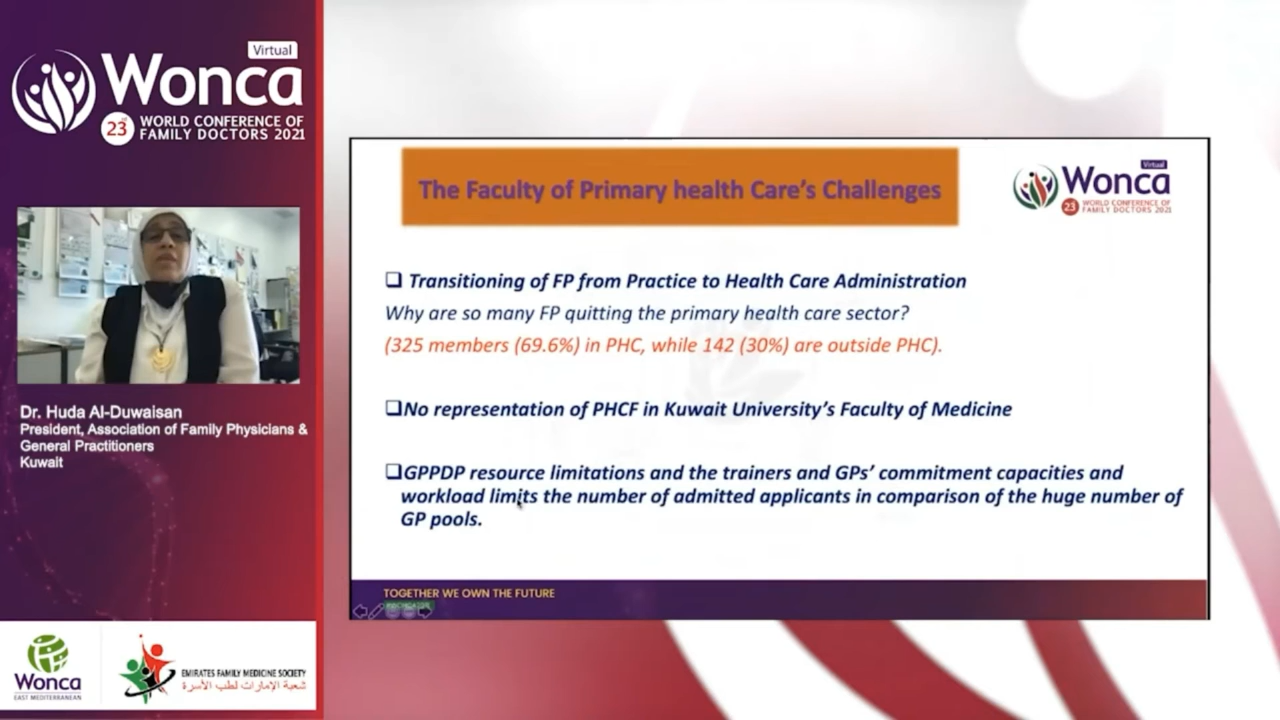 Virtual
Wonca
23rd WORLD CONFERENCE OF
FAMILY DOCTORS 2021
Dr. Huda Al-Duwaisan
President, Association of Family Physicians &
General Practitioners
Kuwait
Wonca
EAST MEDITERRANEAN
EMIRATES FAMILY MEDICINE SOCIETY
شعبة الإمارات لطب الأسرة
The Faculty of Primary health Care's Challenges
Virtual
Wonca
23 WORLD CONFERENCE OF
FAMILY DOCTORS 2021
❑ Transitioning of FP from Practice to Health Care Administration
Why are so many FP quitting the primary health care sector?
(325 members (69.6%) in PHC, while 142 (30%) are outside PHC).
❑No representation of PHCF in Kuwait University's Faculty of Medicine
❑GPPDP resource limitations and the trainers and GPs' commitment capacities and
workload limits the number of admitted applicants in comparison of the huge number of
GP pools.
TOGETHER WE OWN THE FUTURE